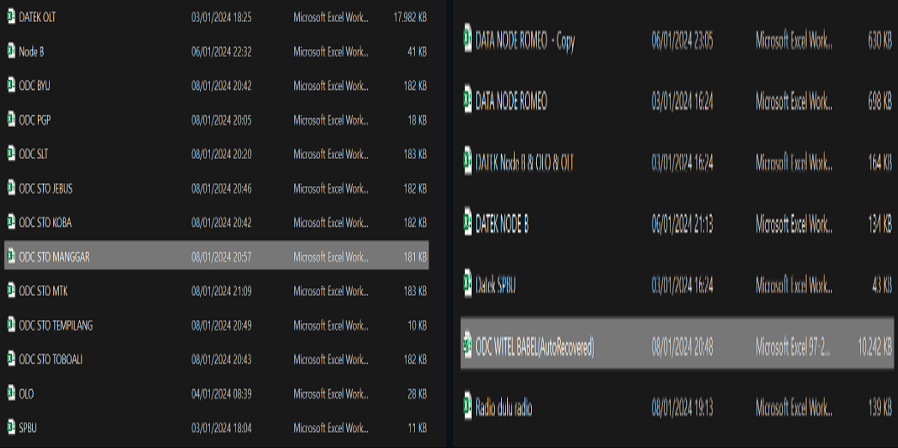 DATEK OLT 03/01/2024 18:25 Microsoft Excel Work... 17.982 KB
Node B 06/01/2024 22:32 Microsoft Excel Work... 41 KB
ODC BYU 08/01/2024 20:42 Microsoft Excel Work... 182 KB
ODC PGP 08/01/2024 20:05 Microsoft Excel Work... 18 KB
ODC SLT 08/01/2024 20:20 Microsoft Excel Work... 183 KB
ODC STO JEBUS 08/01/2024 20:46 Microsoft Excel Work... 182 KB
ODC STO KOBA 08/01/2024 20:42 Microsoft Excel Work... 182 KB
ODC STO MANGGAR 08/01/2024 20:57 Microsoft Excel Work... 181 KB
ODC STO MTK 08/01/2024 21:09 Microsoft Excel Work... 183 KB
ODC STO TEMPILANG 08/01/2024 20:49 Microsoft Excel Work... 10 KB
ODC STO TOBOALI 08/01/2024 20:43 Microsoft Excel Work... 182 KB
OLO 04/01/2024 08:39 Microsoft Excel Work... 28 KB
SPBU 03/01/2024 18:04 Microsoft Excel Work... 11 KB
DATA NODE ROMEO - Copy 06/01/2024 23:05 Microsoft Excel Work... 630 KB
DATA NODE ROMEO 03/01/2024 16:24 Microsoft Excel Work... 698 KB
DATEK Node B & OLO & OLT 03/01/2024 16:24 Microsoft Excel Work... 164 KB
DATEK NODE B 06/01/2024 21:13 Microsoft Excel Work... 134 KB
Datek SPBU 03/01/2024 16:24 Microsoft Excel Work... 43 KB
ODC WITEL BABEL(AutoRecovered) 08/01/2024 20:48 Microsoft Excel 97-2... 10.242 KB
Radio dulu radio 08/01/2024 19:13 Microsoft Excel Work... 139 KB